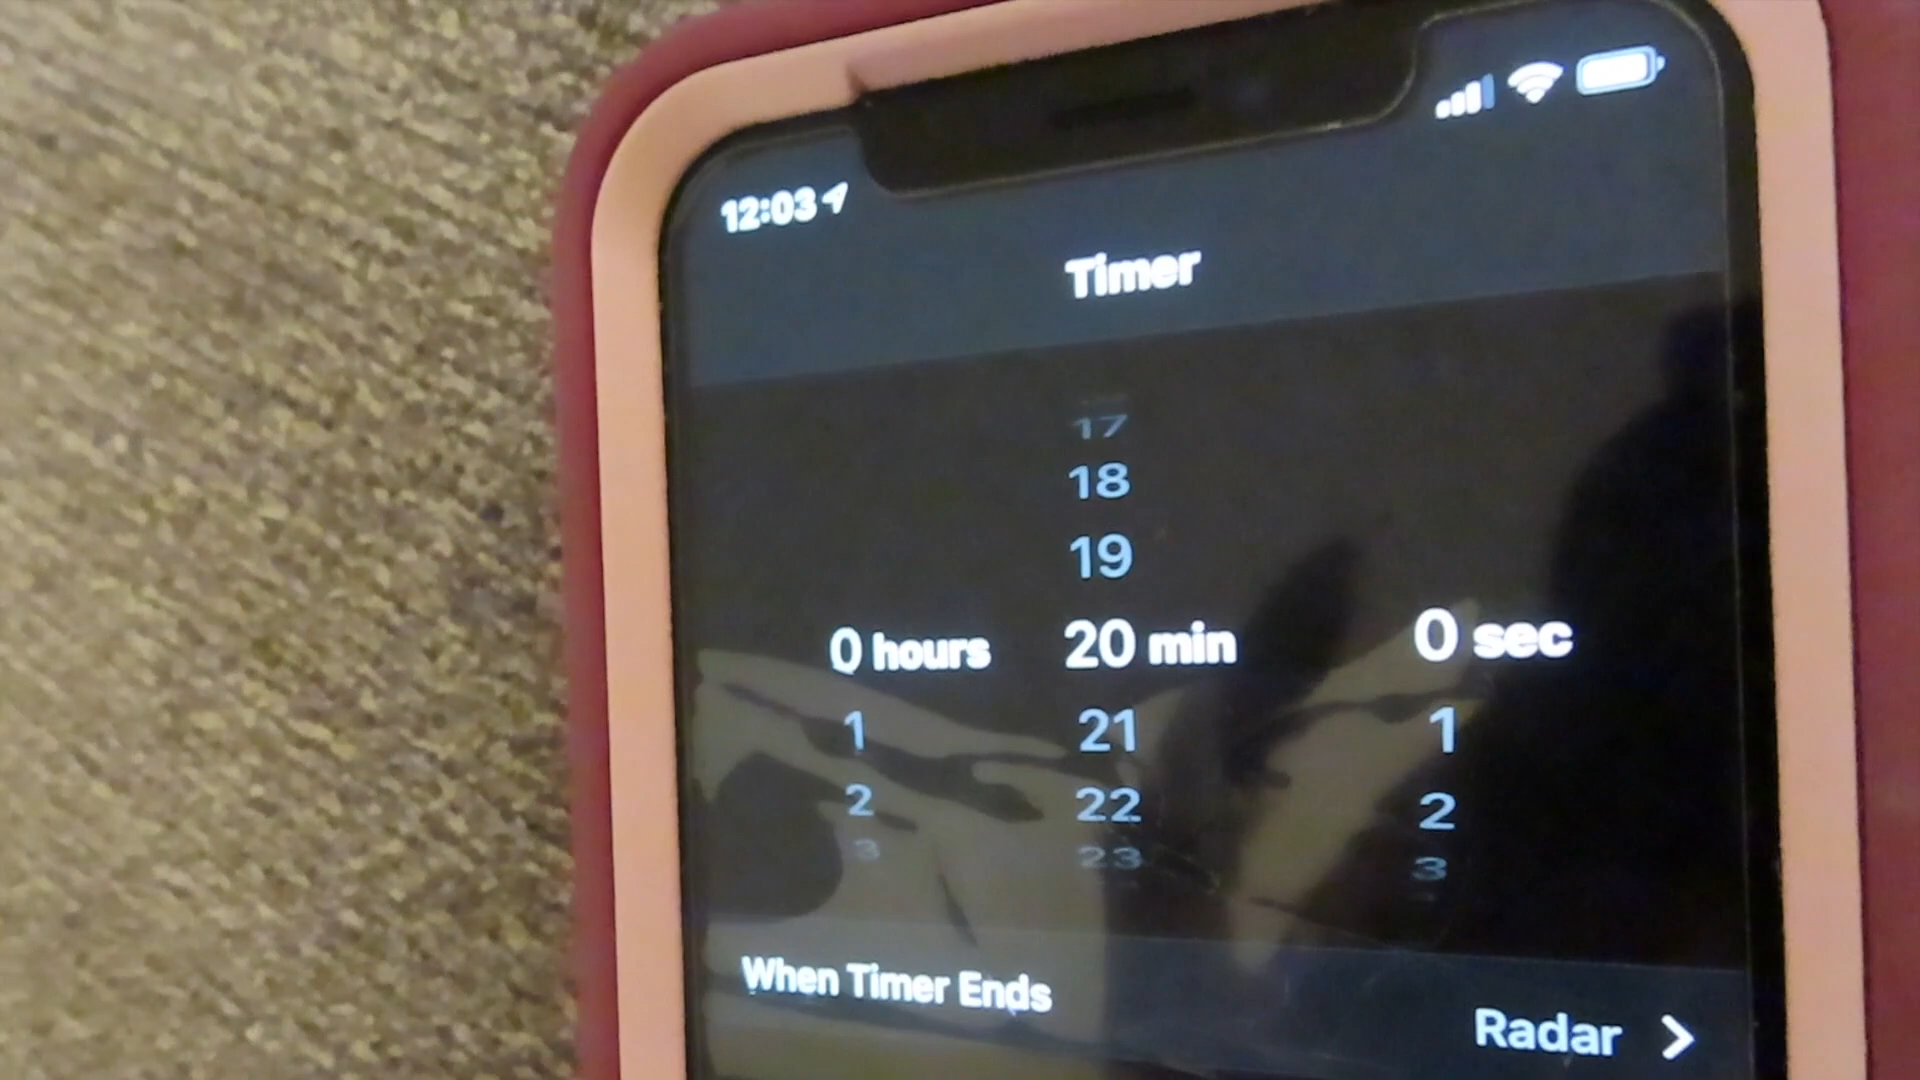 12:03
Timer
17
18
19
0 hours 20 min 0 sec
1 21 1
2 22 2
3 23 3
When Timer Ends
Radar